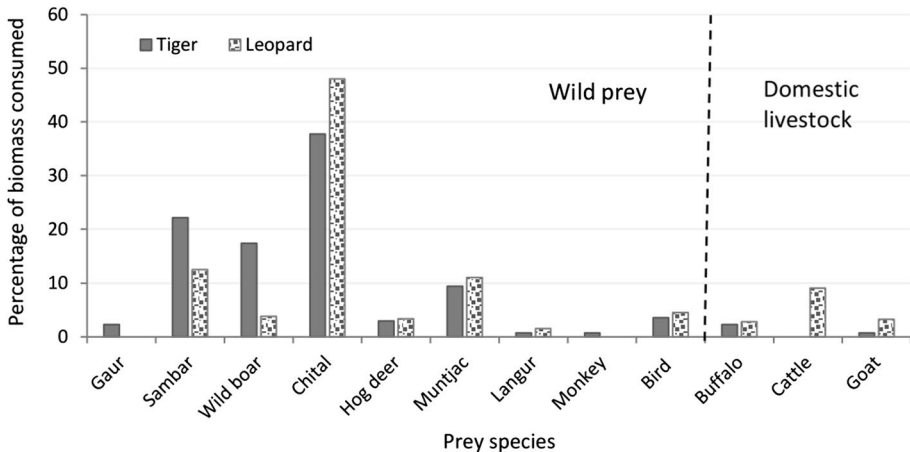 60
50
40
30
20
10
0
Percentage of biomass consumed
Tiger Leopard
Wild prey
Domestic
livestock
Gaur
Sambar
Wild boar
Chital
Hog deer
Muntjac
Langur
Monkey
Bird
Buffalo
Cattle
Goat
Prey species